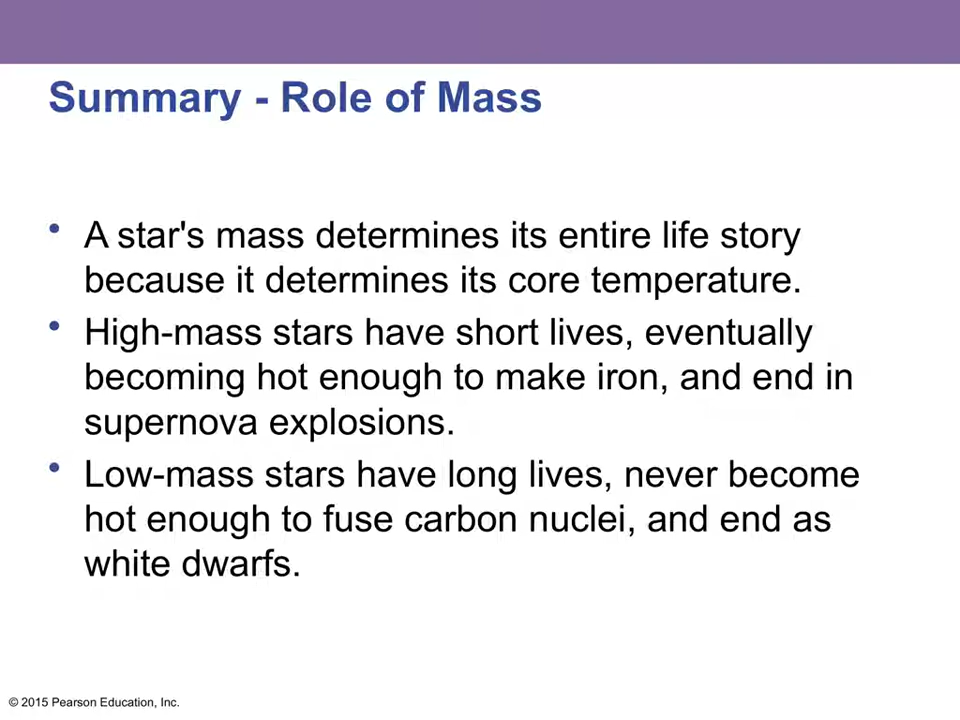 Summary - Role of Mass
• A star's mass determines its entire life story
because it determines its core temperature.
• High-mass stars have short lives, eventually
becoming hot enough to make iron, and end in
supernova explosions.
• Low-mass stars have long lives, never become
hot enough to fuse carbon nuclei, and end as
white dwarfs.
© 2015 Pearson Education, Inc.